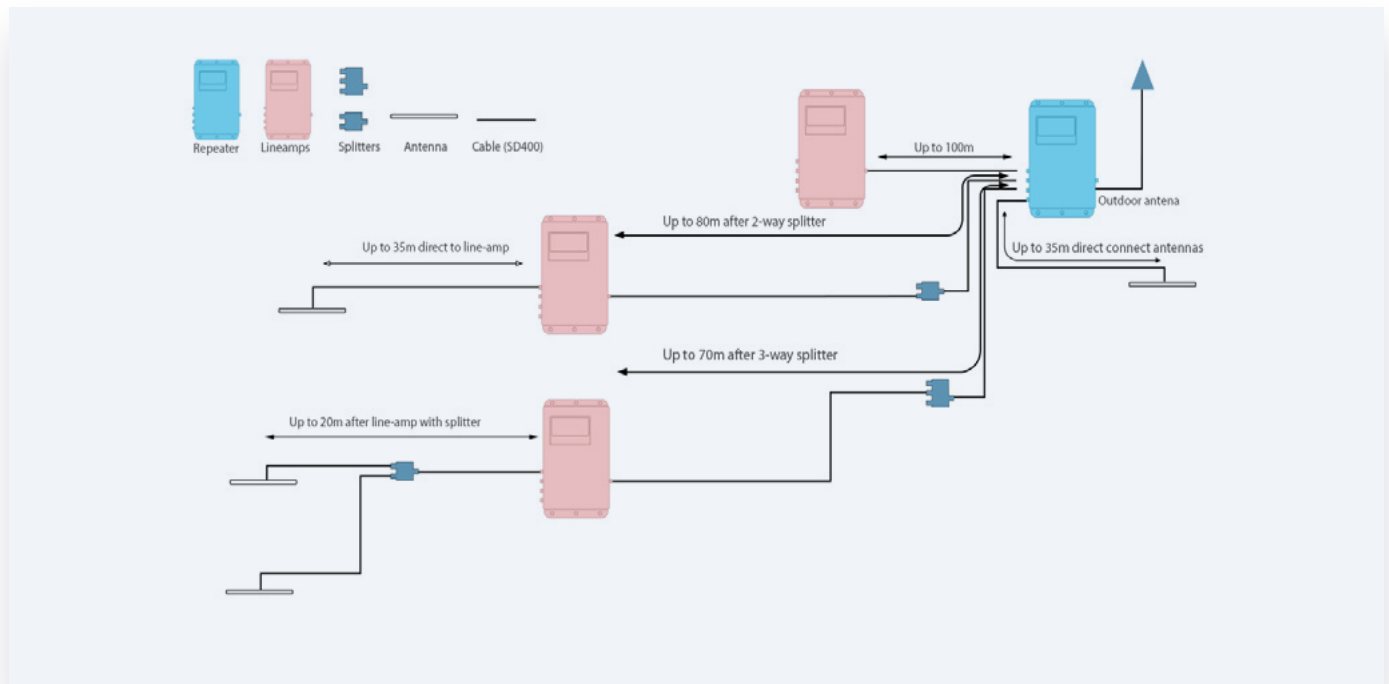 Repeater
Lineamps
Splitters
Antenna
Cable (SD400)
Up to 100m
Outdoor antena
Up to 80m after 2-way splitter
Up to 35m direct to line-amp
Up to 35m direct connect antennas
Up to 70m after 3-way splitter
Up to 20m after line-amp with splitter